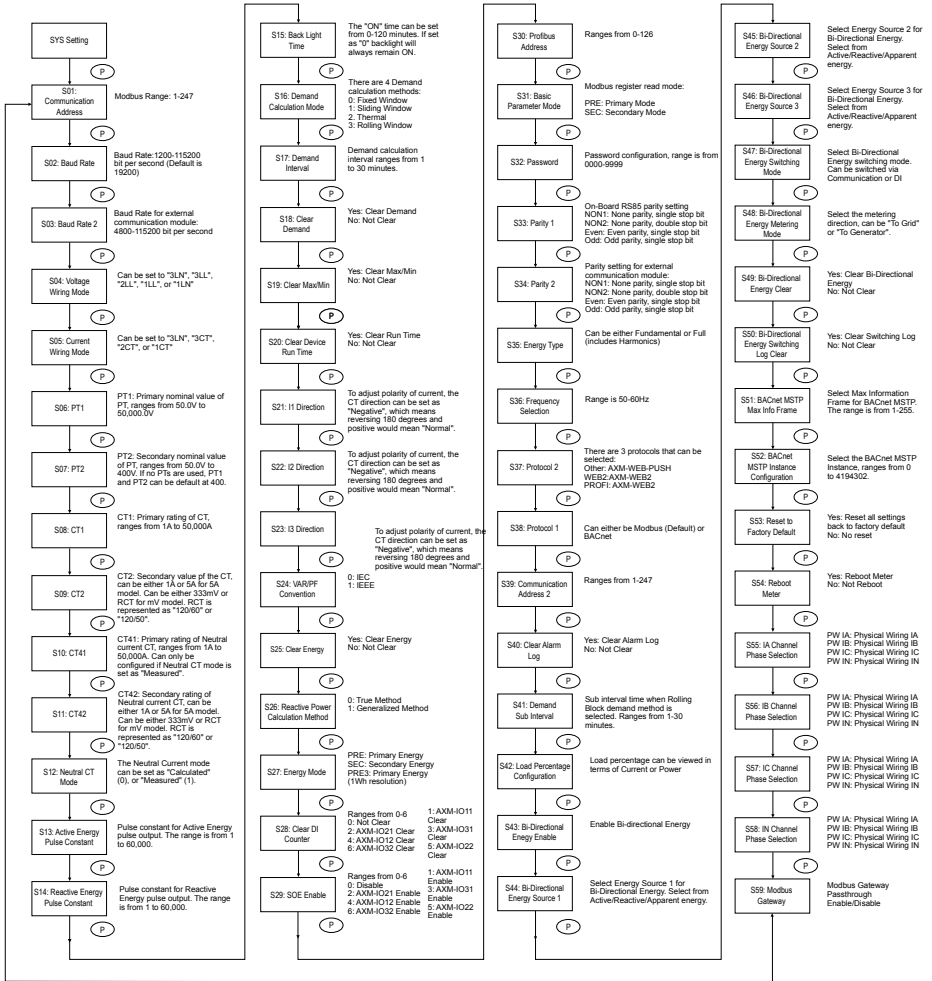 SYS Setting
P
S01:
Communication
Address
Modbus Range: 1-247
P
S02: Baud Rate
Baud Rate:1200-115200
bit per second (Default is
19200)
P
S03: Baud Rate 2
Baud Rate for external
communication module:
4800-115200 bit per second
P
S04: Voltage
Wiring Mode
Can be set to "3LN", "3LL",
"2LL", "1LL", or "1LN"
P
S05: Current
Wiring Mode
Can be set to "3LN", "3CT",
"2CT", or "1CT"
P
S06: PT1
PT1: Primary nominal value of
PT, ranges from 50.0V to
50,000.0V
P
S07: PT2
PT2: Secondary nominal value
of PT, ranges from 50.0V to
400V. If no PTs are used, PT1
and PT2 can be default at 400.
P
S08: CT1
CT1: Primary rating of CT,
ranges from 1A to 50,000A
P
S09: CT2
CT2: Secondary value pf the CT,
can be either 1A or 5A for 5A
model. Can be either 333mV or
RCT for mV model. RCT is
represented as "120/60" or
"120/50".
P
S10: CT41
CT41: Primary rating of Neutral
current CT, ranges from 1A to
50,000A. Can only be
configured if Neutral CT mode is
set as "Measured".
P
S11: CT42
CT42: Secondary rating of
Neutral current CT, can be
either 1A or 5A for 5A model.
Can be either 333mV or RCT
for mV model. RCT is
represented as "120/60" or
"120/50".
P
S12: Neutral CT
Mode
The Neutral Current mode
can be set as "Calculated"
(0), or "Measured" (1).
P
S13: Active Energy
Pulse Constant
Pulse constant for Active Energy
pulse output. The range is from 1
to 60,000.
P
S14: Reactive Energy
Pulse Constant
Pulse constant for Reactive
Energy pulse output. The range
is from 1 to 60,000.
P
S15: Back Light
Time
The "ON" time can be set
from 0-120 minutes. If set
as "0" backlight will
always remain ON.
P
S16: Demand
Calculation Mode
There are 4 Demand
calculation methods:
0: Fixed Window
1: Sliding Window
2. Thermal
3: Rolling Window
P
S17: Demand
Interval
Demand calculation
interval ranges from 1
to 30 minutes.
P
S18: Clear
Demand
Yes: Clear Demand
No: Not Clear
P
S19: Clear Max/Min
Yes: Clear Max/Min
No: Not Clear
P
S20: Clear Device
Run Time
Yes: Clear Run Time
No: Not Clear
P
S21: I1 Direction
To adjust polarity of current, the
CT direction can be set as
"Negative", which means
reversing 180 degrees and
positive would mean "Normal".
P
S22: I2 Direction
To adjust polarity of current, the
CT direction can be set as
"Negative", which means
reversing 180 degrees and
positive would mean "Normal".
P
S23: I3 Direction
To adjust polarity of current, the
CT direction can be set as
"Negative", which means
reversing 180 degrees and
positive would mean "Normal".
P
S24: VAR/PF
Convention
0: IEC
1: IEEE
P
S25: Clear Energy
Yes: Clear Energy
No: Not Clear
P
S26: Reactive Power
Calculation Method
0: True Method
1: Generalized Method
P
S27: Energy Mode
PRE: Primary Energy
SEC: Secondary Energy
PRE3: Primary Energy
(1Wh resolution)
P
S28: Clear DI
Counter
Ranges from 0-6
0: Not Clear
2: AXM-IO21 Clear
4: AXM-IO12 Clear
6: AXM-IO32 Clear
1: AXM-IO11
Clear
3: AXM-IO31
Clear
5: AXM-IO22
Clear
P
S29: SOE Enable
Ranges from 0-6
0: Disable
2: AXM-IO21 Enable
4: AXM-IO12 Enable
6: AXM-IO32 Enable
1: AXM-IO11
Enable
3: AXM-IO31
Enable
5: AXM-IO22
Enable
P
S30: Profibus
Address
Ranges from 0-126
P
S31: Basic
Parameter Mode
Modbus register read mode:
PRE: Primary Mode
SEC: Secondary Mode
P
S32: Password
Password configuration, range is from
0000-9999
P
S33: Parity 1
On-Board RS85 parity setting
NON1: None parity, single stop bit
NON2: None parity, double stop bit
Even: Even parity, single stop bit
Odd: Odd parity, single stop bit
P
S34: Parity 2
Parity setting for external
communication module:
NON1: None parity, single stop bit
NON2: None parity, double stop bit
Even: Even parity, single stop bit
Odd: Odd parity, single stop bit
P
S35: Energy Type
Can be either Fundamental or Full
(includes Harmonics)
P
S36: Frequency
Selection
Range is 50-60Hz
P
S37: Protocol 2
There are 3 protocols that can be
selected:
Other: AXM-WEB-PUSH
WEB2:AXM-WEB2
PROFI: AXM-WEB2
P
S38: Protocol 1
Can either be Modbus (Default) or
BACnet
P
S39: Communication
Address 2
Ranges from 1-247
P
S40: Clear Alarm
Log
Yes: Clear Alarm Log
No: Not Clear
P
S41: Demand
Sub Interval
Sub interval time when Rolling
Block demand method is
selected. Ranges from 1-30
minutes.
P
S42: Load Percentage
Configuration
Load percentage can be viewed in
terms of Current or Power
P
S43: Bi-Directional
Enegy Enable
Enable Bi-directional Energy
P
S44: Bi-Directional
Energy Source 1
Select Energy Source 1 for
Bi-Directional Energy. Select from
Active/Reactive/Apparent energy.
P
S45: Bi-Directional
Energy Source 2
Select Energy Source 2 for
Bi-Directional Energy.
Select from
Active/Reactive/Apparent
energy.
P
S46: Bi-Directional
Energy Source 3
Select Energy Source 3 for
Bi-Directional Energy.
Select from
Active/Reactive/Apparent
energy.
P
S47: Bi-Directional
Energy Switching
Mode
Select Bi-Directional
Energy switching mode.
Can be switched via
Communication or DI
P
S48: Bi-Directional
Energy Metering
Mode
Select the metering
direction, can be "To Grid"
or "To Generator".
P
S49: Bi-Directional
Energy Clear
Yes: Clear Bi-Directional
Energy
No: Not Clear
P
S50: Bi-Directional
Energy Switching
Log Clear
Yes: Clear Switching Log
No: Not Clear
P
S51: BACnet MSTP
Max Info Frame
Select Max Information
Frame for BACnet MSTP.
The range is from 1-255.
P
S52: BACnet
MSTP Instance
Configuration
Select the BACnet MSTP
Instance, ranges from 0
to 4194302.
P
S53: Reset to
Factory Default
Yes: Reset all settings
back to factory default
No: No reset
P
S54: Reboot
Meter
Yes: Reboot Meter
No: Not Reboot
P
S55: IA Channel
Phase Selection
PW IA: Physical Wiring IA
PW IB: Physical Wiring IB
PW IC: Physical Wiring IC
PW IN: Physical Wiring IN
P
S56: IB Channel
Phase Selection
PW IA: Physical Wiring IA
PW IB: Physical Wiring IB
PW IC: Physical Wiring IC
PW IN: Physical Wiring IN
P
S57: IC Channel
Phase Selection
PW IA: Physical Wiring IA
PW IB: Physical Wiring IB
PW IC: Physical Wiring IC
PW IN: Physical Wiring IN
P
S58: IN Channel
Phase Selection
PW IA: Physical Wiring IA
PW IB: Physical Wiring IB
PW IC: Physical Wiring IC
PW IN: Physical Wiring IN
P
S59: Modbus
Gateway
Modbus Gateway
Passthrough
Enable/Disable
P